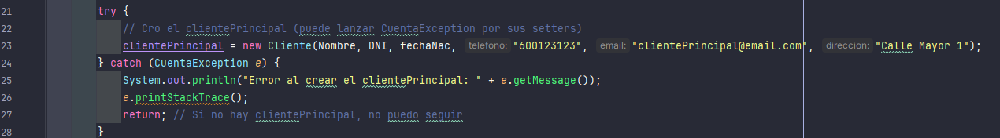 21 try {
22 // Cro el clientePrincipal (puede lanzar CuentaException por sus setters)
23 clientePrincipal = new Cliente(Nombre, DNI, fechaNac, telefono: "600123123", email: "clientePrincipal@email.com", direccion: "Calle Mayor 1");
24 } catch (CuentaException e) {
25 System.out.println("Error al crear el clientePrincipal: " + e.getMessage());
26 e.printStackTrace();
27 return; // Si no hay clientePrincipal, no puedo seguir
28 }